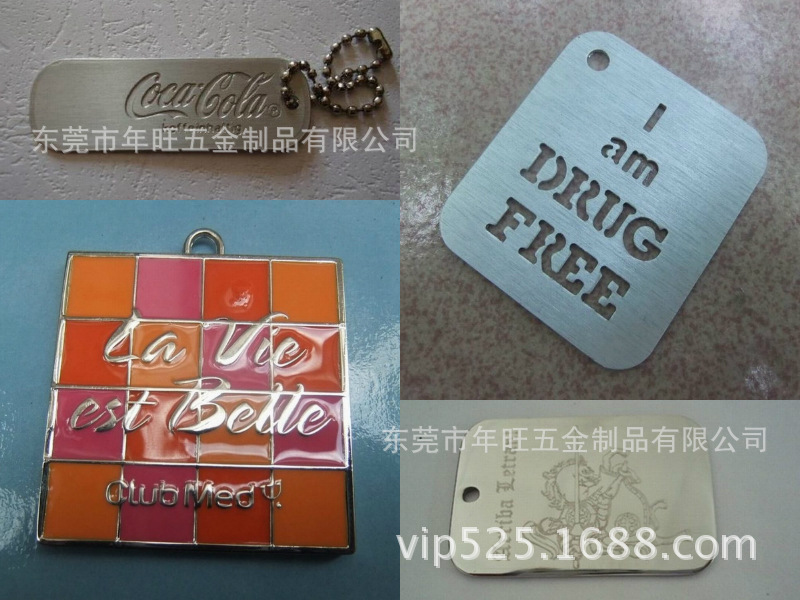 Coca-Cola®
东莞市年旺五金制品有限公司
I
am
DRUG
FREE
La Vie
est Belle
Club Med
东莞市年旺五金制品有限公司
vip525.1688.com